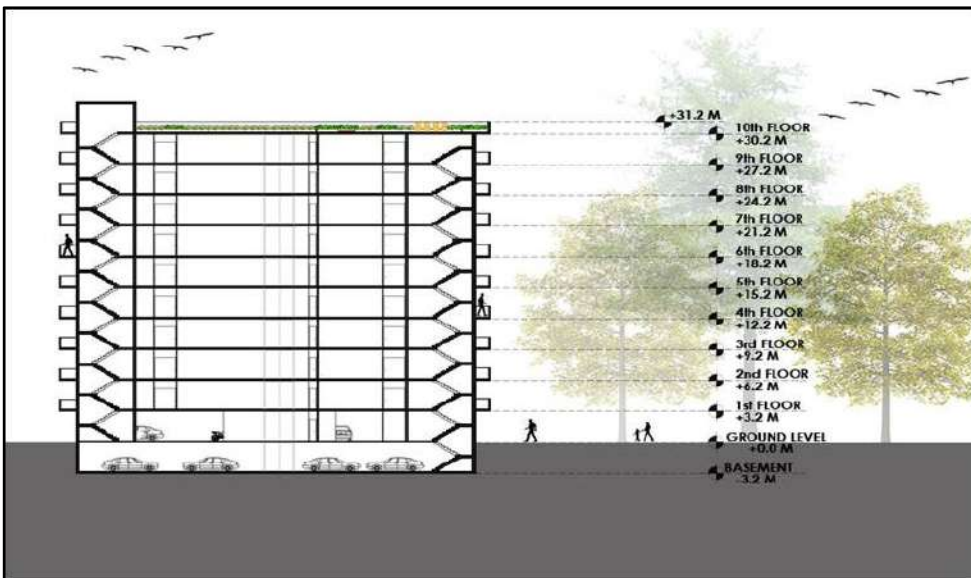 +31.2 M
10th FLOOR
+30.2 M
9th FLOOR
+27.2 M
8th FLOOR
+24.2 M
7th FLOOR
+21.2 M
6th FLOOR
+18.2 M
5th FLOOR
+15.2 M
4th FLOOR
+12.2 M
3rd FLOOR
+9.2 M
2nd FLOOR
+6.2 M
1st FLOOR
+3.2 M
GROUND LEVEL
+0.0 M
BASEMENT
-3.2 M